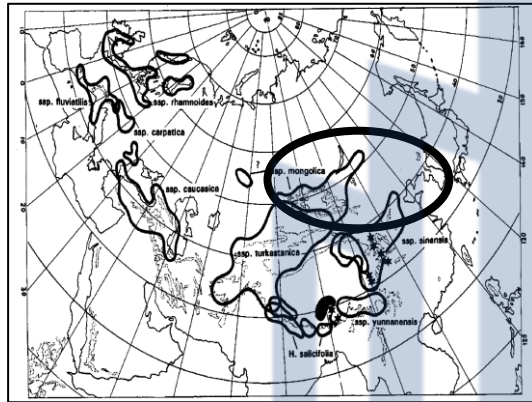 ssp. fluviatilis
ssp. rhamnoides
ssp. carpatica
?
ssp. mongolica
ssp. caucasica
ssp. sinensis
ssp. turkestanica
ssp. yunnanensis
H. salicifolia